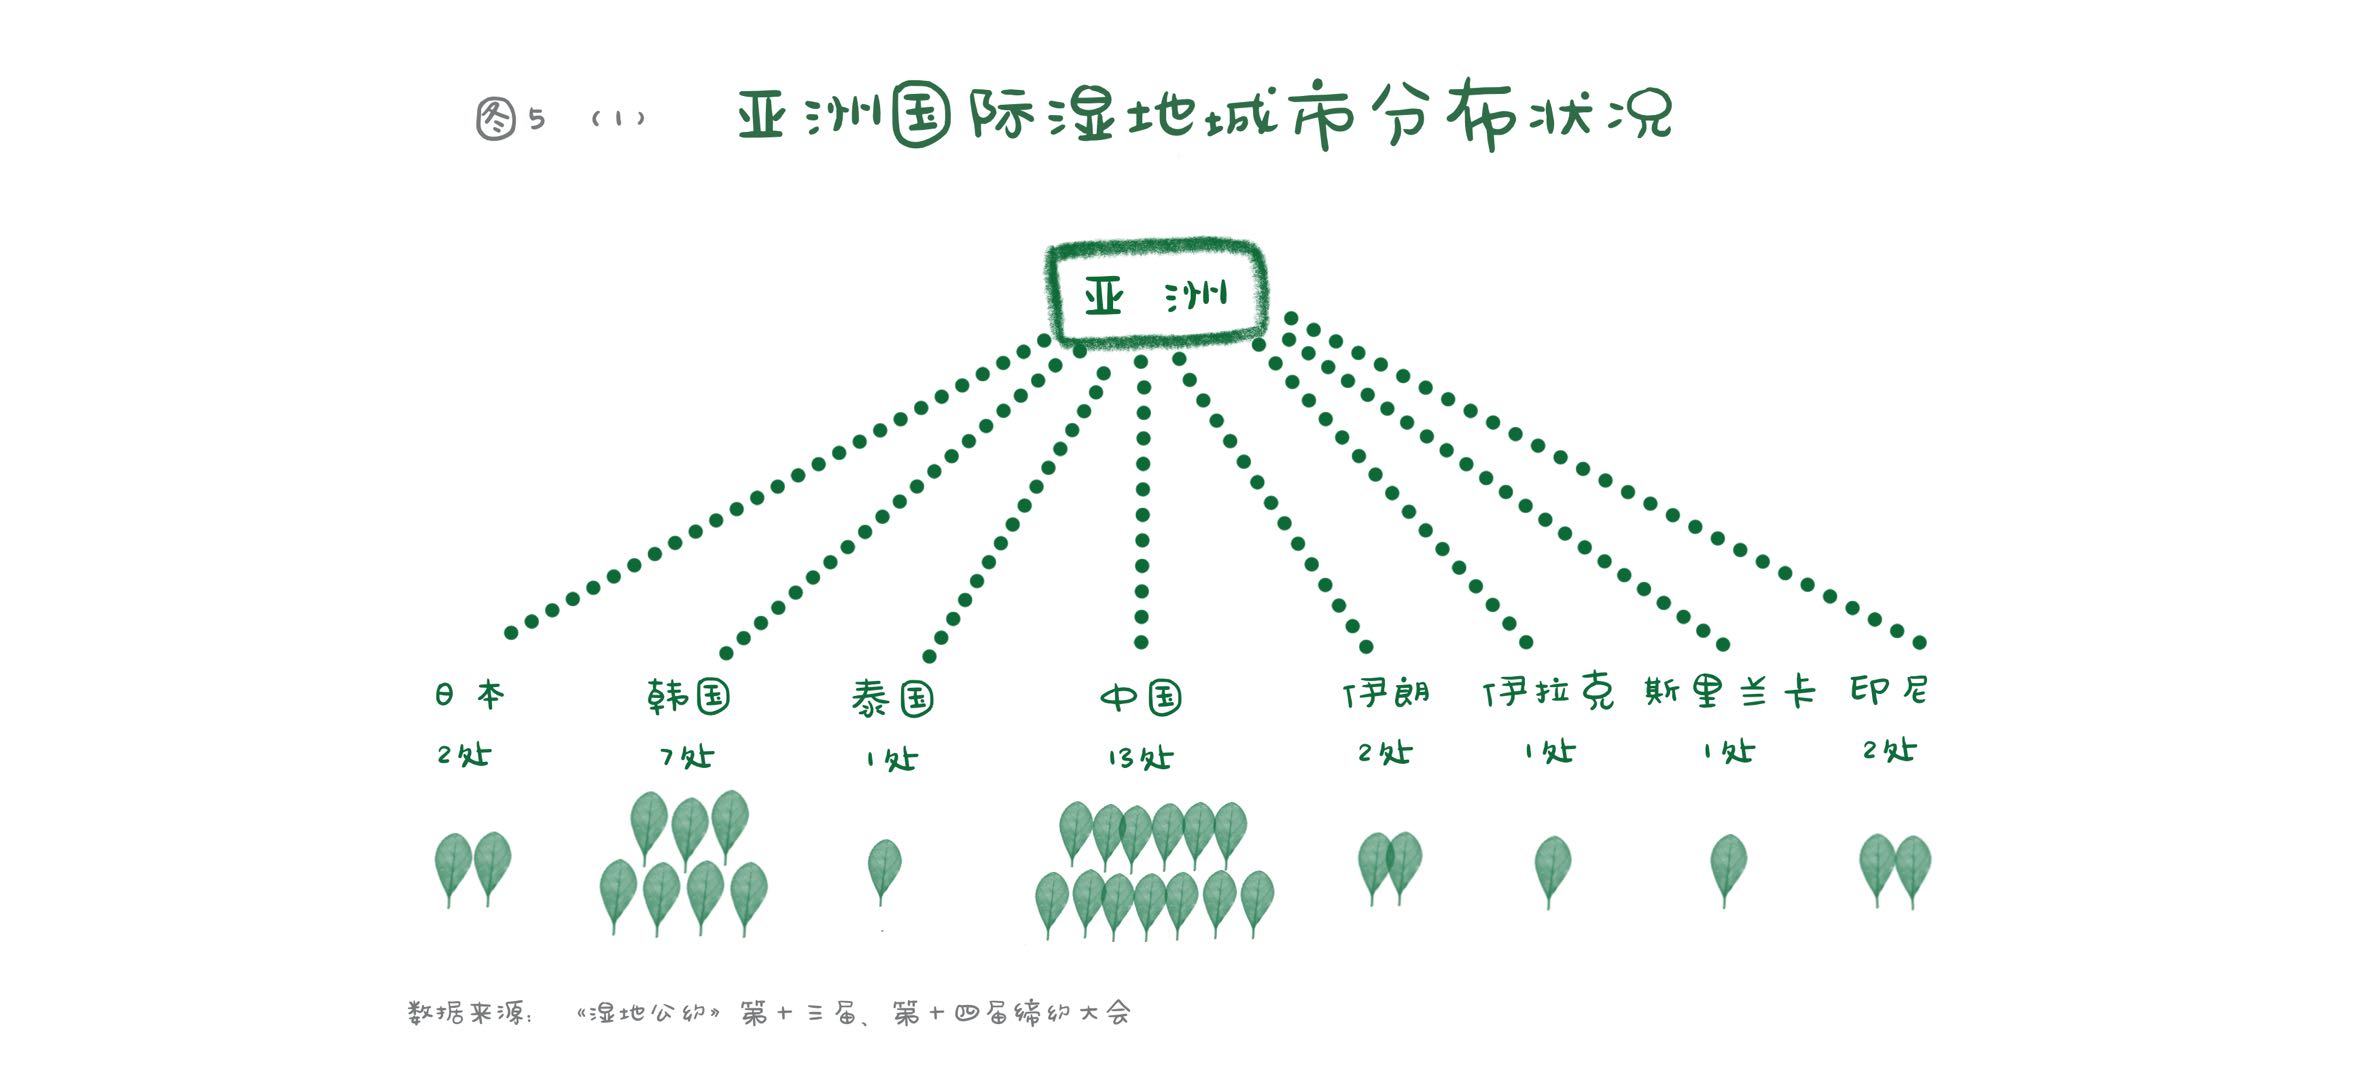 图5 （1） 亚洲国际湿地城市分布状况
亚 洲
日本 韩国 泰国 中国 伊朗 伊拉克 斯里兰卡 印尼
2处 7处 1处 13处 2处 1处 1处 2处
数据来源： 《湿地公约》第十三届、第十四届缔约大会